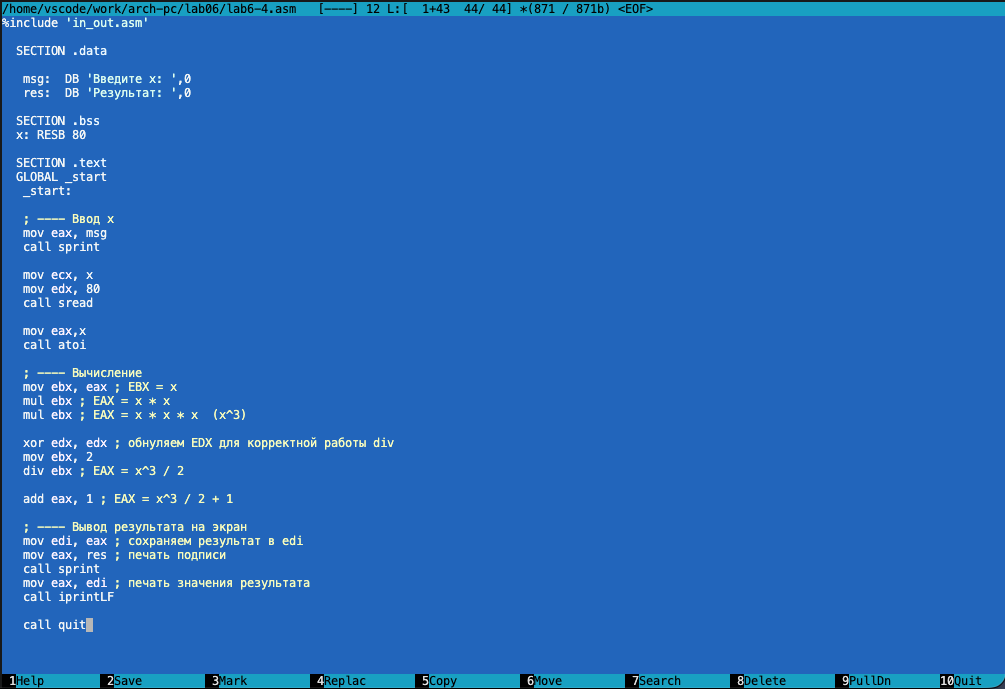 /home/vscode/work/arch-pc/lab06/lab6-4.asm   [----] 12 L:[  1+43  44/ 44] *(871 / 871b) <EOF>
%include 'in_out.asm'
SECTION .data
msg:  DB 'Введите x: ',0
res:  DB 'Результат: ',0
SECTION .bss
x: RESB 80
SECTION .text
GLOBAL _start
_start:
; ---- Ввод x
mov eax, msg
call sprint
mov ecx, x
mov edx, 80
call sread
mov eax,x
call atoi
; ---- Вычисление
mov ebx, eax ; EBX = x
mul ebx ; EAX = x * x
mul ebx ; EAX = x * x * x  (x^3)
xor edx, edx ; обнуляем EDX для корректной работы div
mov ebx, 2
div ebx ; EAX = x^3 / 2
add eax, 1 ; EAX = x^3 / 2 + 1
; ---- Вывод результата на экран
mov edi, eax ; сохраняем результат в edi
mov eax, res ; печать подписи
call sprint
mov eax, edi ; печать значения результата
call iprintLF
call quit
1Help 2Save 3Mark 4Replac 5Copy 6Move 7Search 8Delete 9PullDn 10Quit